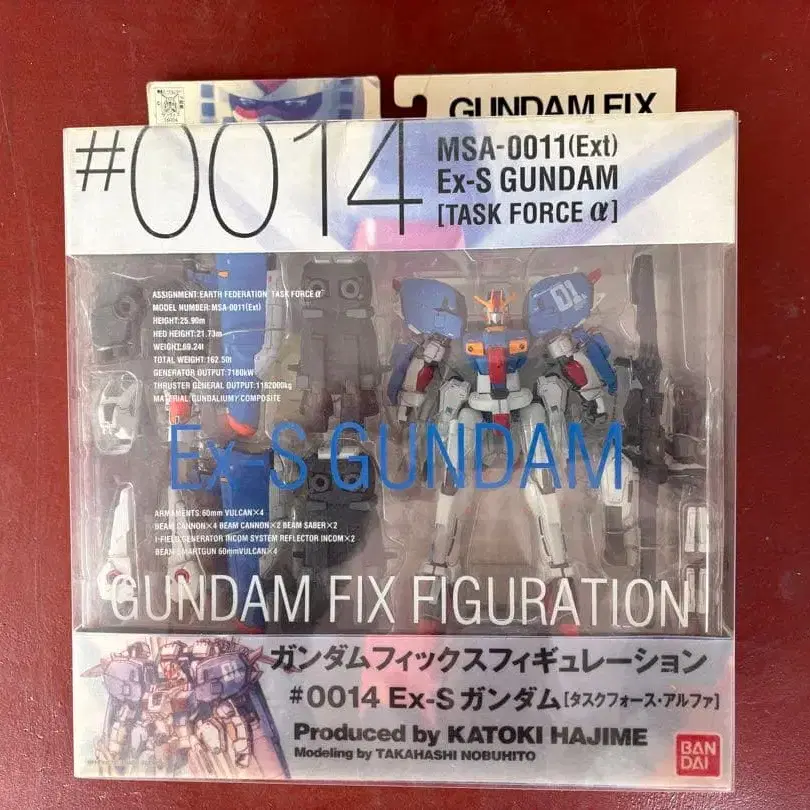 GUNDAM FIX
#0014
MSA-0011(Ext)
Ex-S GUNDAM
[TASK FORCE α]
01
ASSIGNMENT:EARTH FEDERATION TASK FORCE α
MODEL NUMBER:MSA-0011(Ext)
HEIGHT:25.90m
HED HEIGHT:21.73m
WEIGHT:69.24t
TOTAL WEIGHT:162.5t
GENERATOR OUTPUT:7180kW
THRUSTER GENERAL OUTPUT:1182000kg
MATERIAL:GUNDALIUMγ COMPOSITE
Ex-S GUNDAM
ARMAMENTS:60mm VULCAN×4
BEAM CANNON×4 BEAM CANNON×2 BEAM SABER×2
I-FIELD GENERATOR INCOM SYSTEM REFLECTOR INCOM×2
BEAM SMARTGUN 60mmVULCAN×4
GUNDAM FIX FIGURATION
ガンダムフィックスフィギュレーション
#0014 Ex-S ガンダム[タスクフォース・アルファ]
Produced by KATOKI HAJIME
Modeling by TAKAHASHI NOBUHITO
BAN
DAI